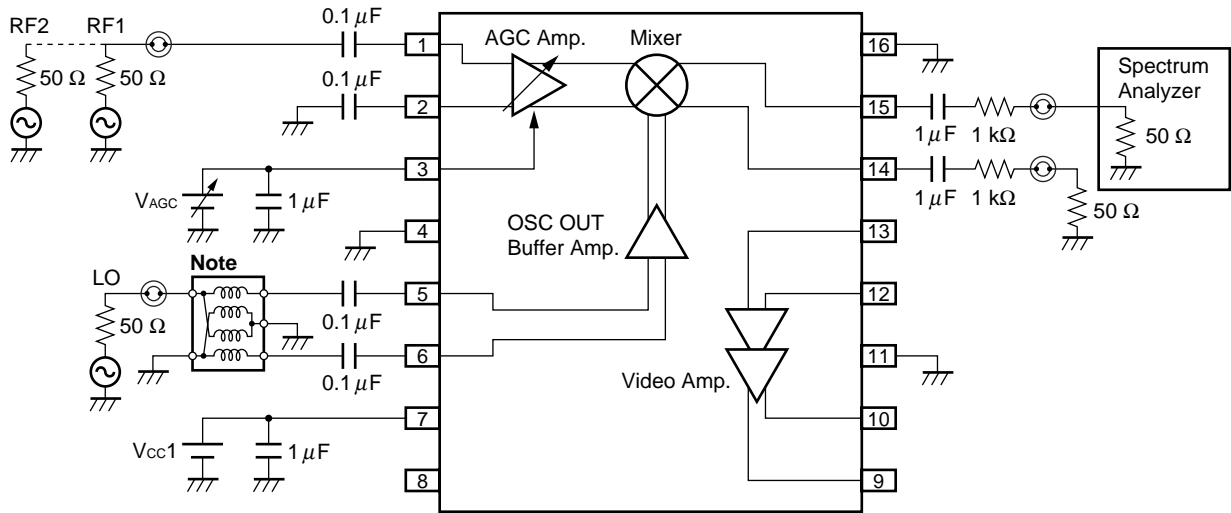 RF2
RF1
50 Ω
50 Ω
0.1 μF
0.1 μF
1
2
3
VAGC
1 μF
4
Note
LO
50 Ω
5
0.1 μF
6
0.1 μF
7
VCC1
1 μF
8
AGC Amp.
Mixer
OSC OUT
Buffer Amp.
Video Amp.
16
15
1 μF
1 kΩ
Spectrum
Analyzer
50 Ω
14
1 μF
1 kΩ
50 Ω
13
12
11
10
9